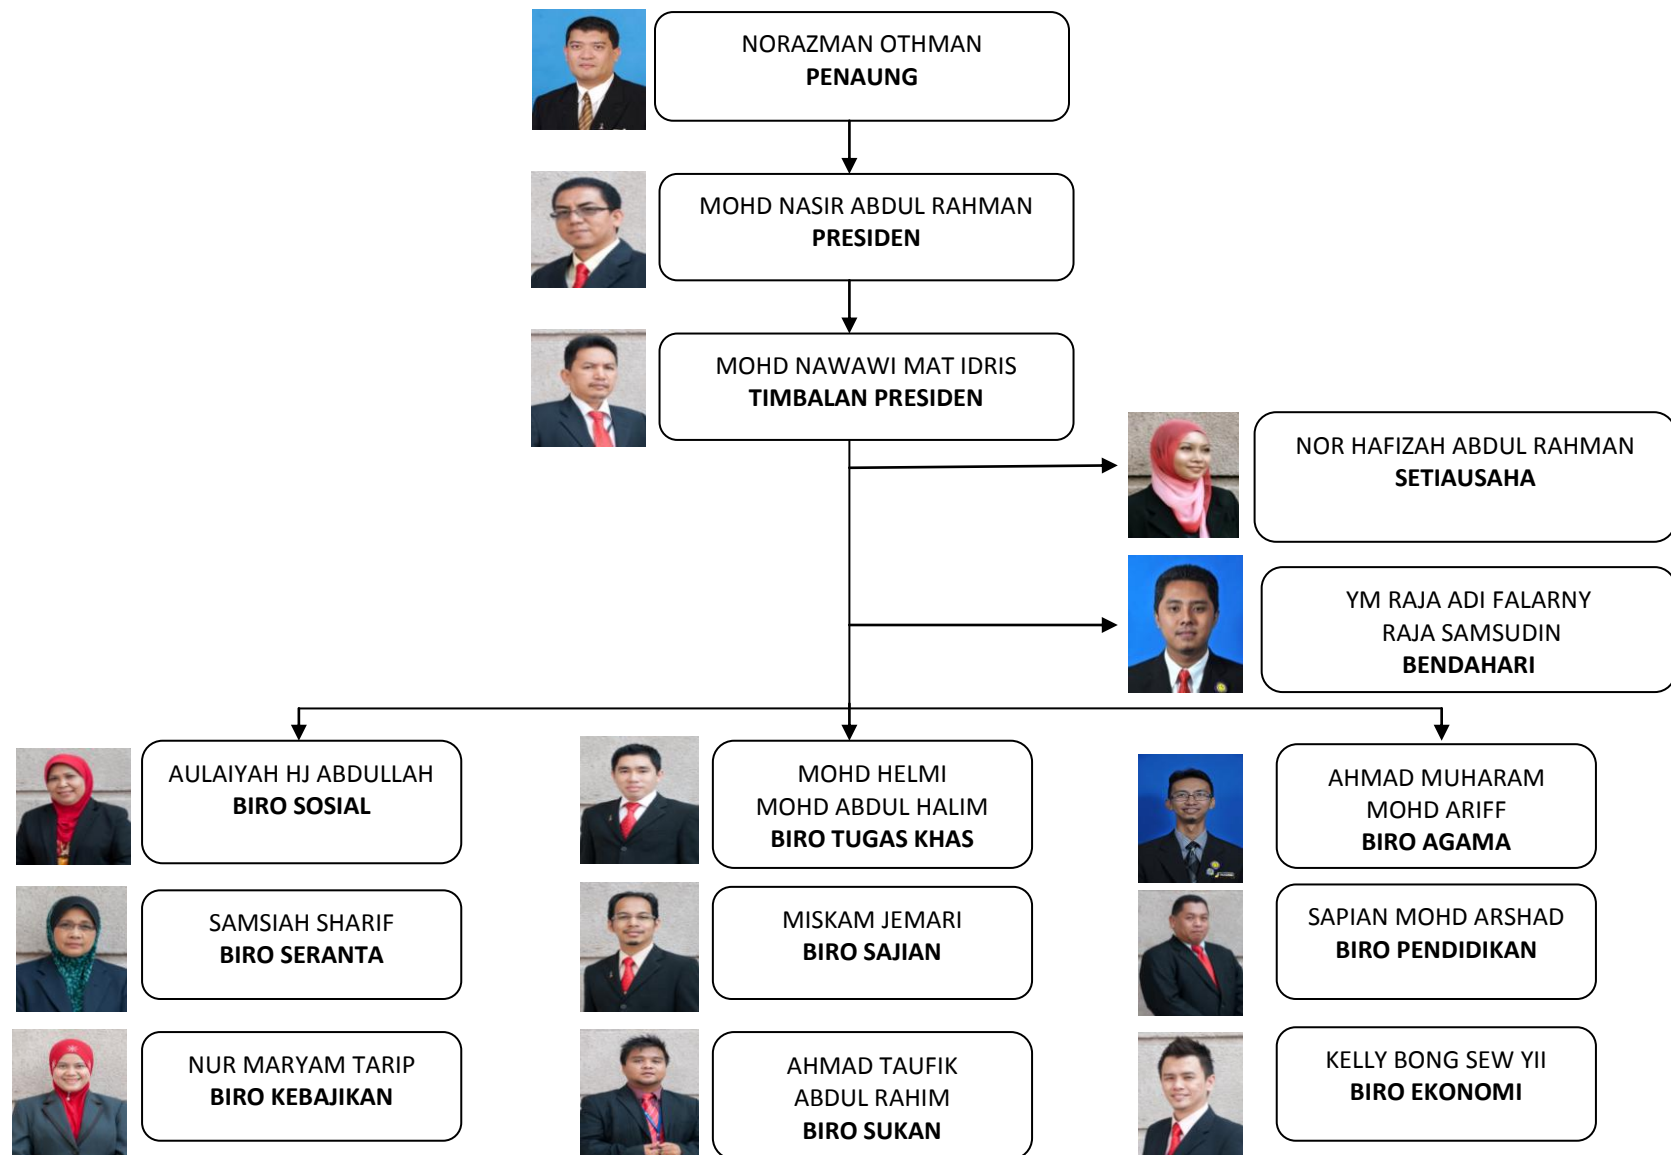 NORAZMAN OTHMAN
PENAUNG
MOHD NASIR ABDUL RAHMAN
PRESIDEN
MOHD NAWAWI MAT IDRIS
TIMBALAN PRESIDEN
NOR HAFIZAH ABDUL RAHMAN
SETIAUSAHA
YM RAJA ADI FALARNY
RAJA SAMSUDIN
BENDAHARI
AULAIYAH HJ ABDULLAH
BIRO SOSIAL
MOHD HELMI
MOHD ABDUL HALIM
BIRO TUGAS KHAS
AHMAD MUHARAM
MOHD ARIFF
BIRO AGAMA
SAMSIAH SHARIF
BIRO SERANTA
MISKAM JEMARI
BIRO SAJIAN
SAPIAN MOHD ARSHAD
BIRO PENDIDIKAN
NUR MARYAM TARIP
BIRO KEBAJIKAN
AHMAD TAUFIK
ABDUL RAHIM
BIRO SUKAN
KELLY BONG SEW YII
BIRO EKONOMI